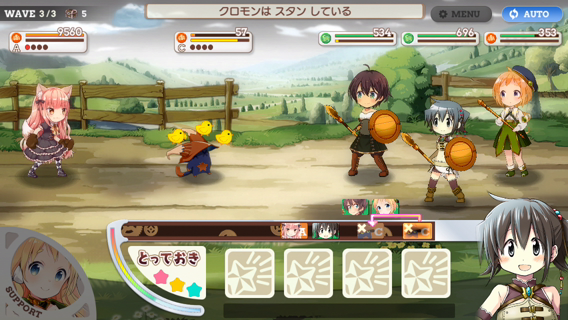 WAVE 3/3
5
クロモンは スタン している
MENU
AUTO
9560
A
57
C
534
696
353
A
とっておき
SUPPORT